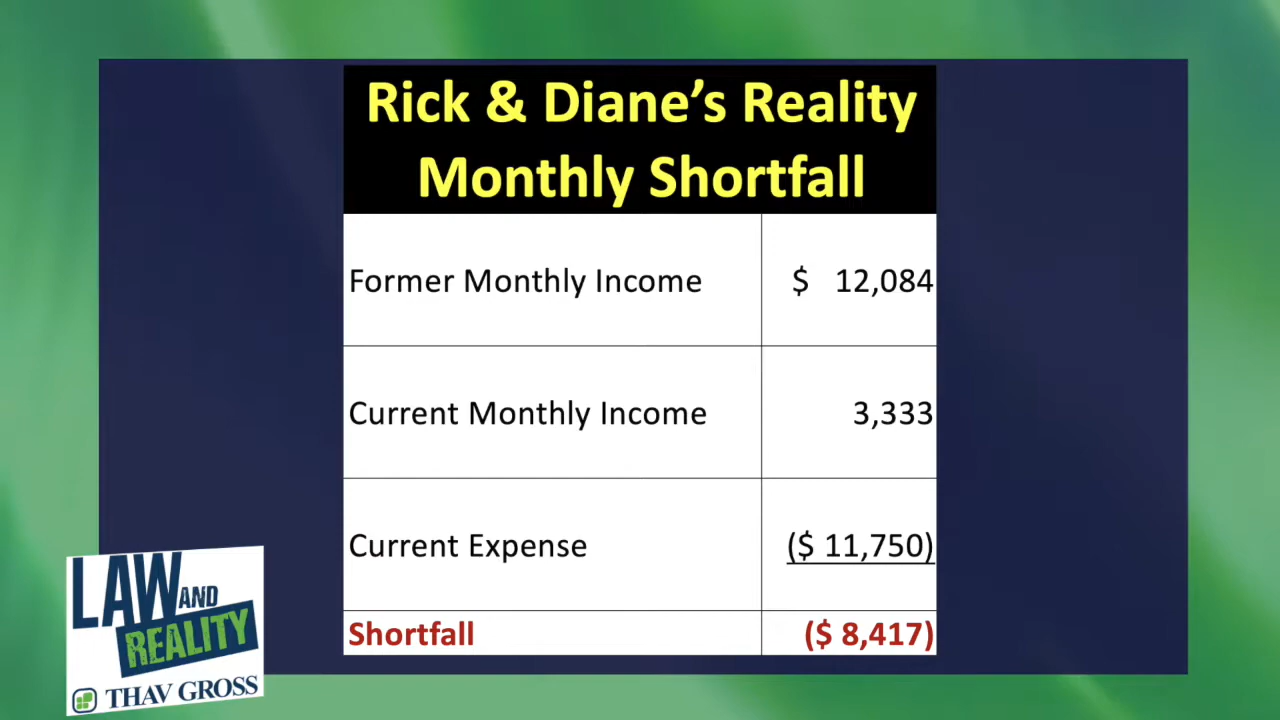 Rick & Diane’s Reality
Monthly Shortfall
Former Monthly Income $ 12,084
Current Monthly Income 3,333
Current Expense ($ 11,750)
Shortfall ($ 8,417)
LAW AND
REALITY
THAV GROSS